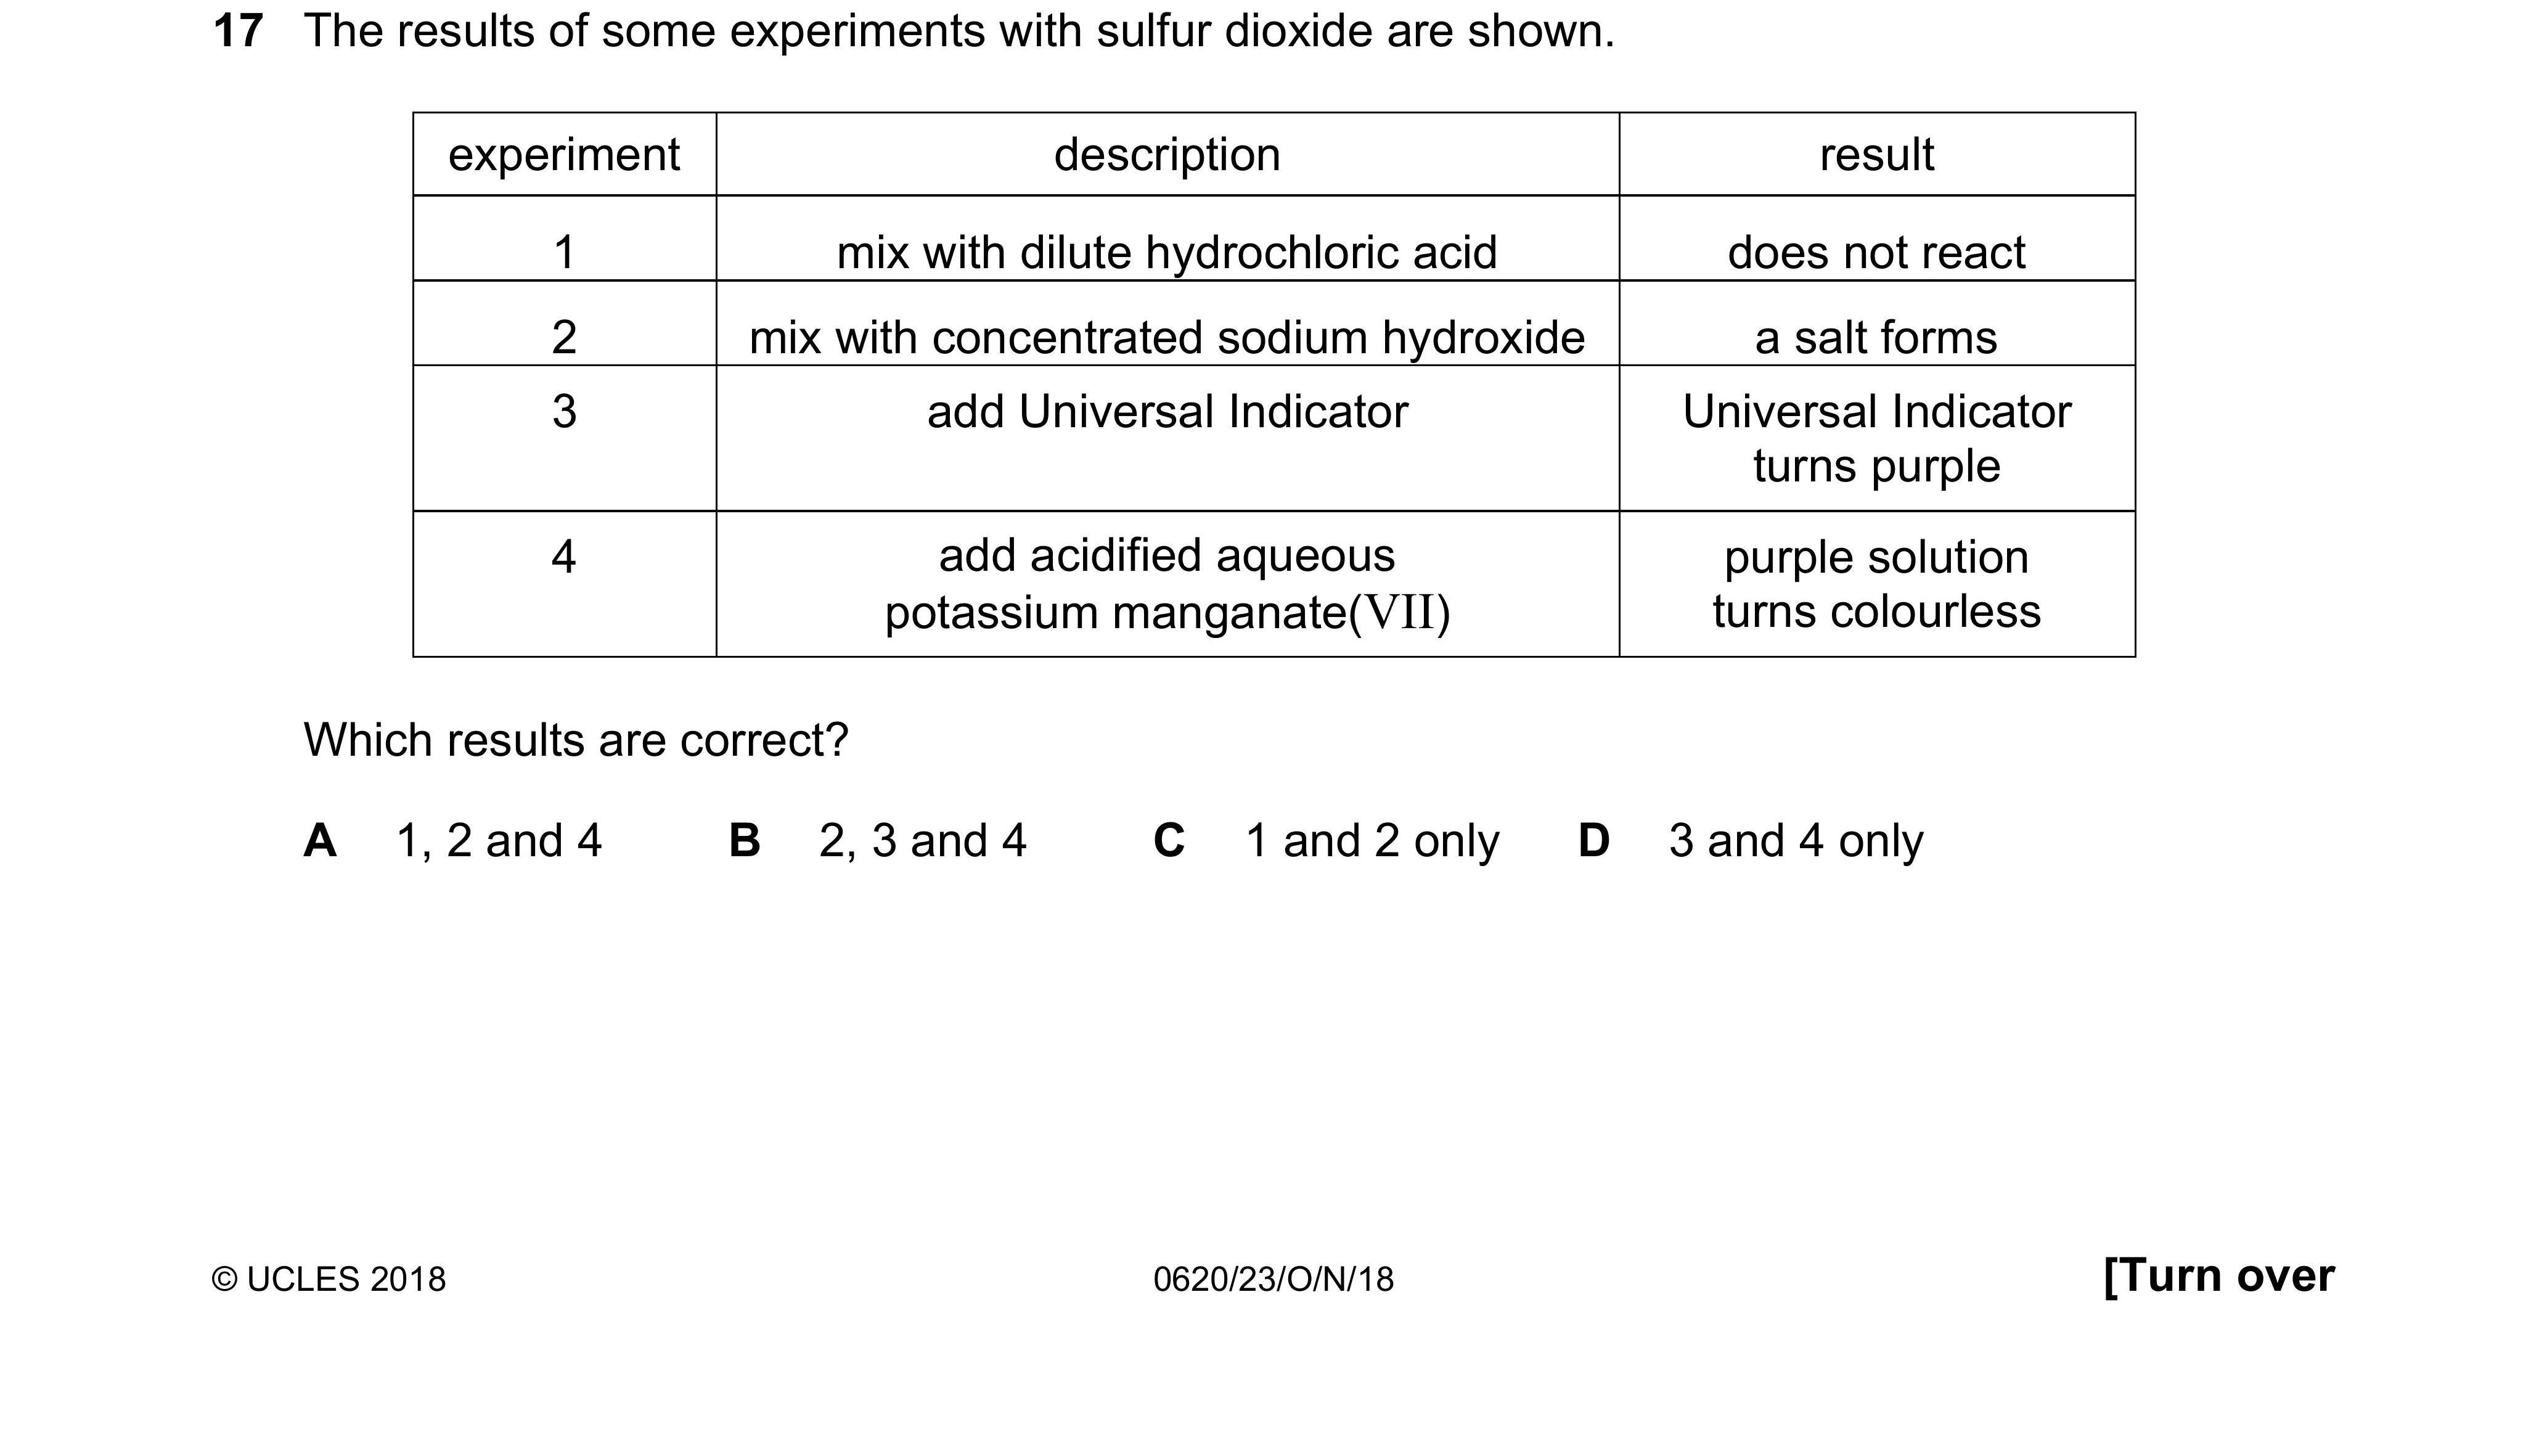 17 The results of some experiments with sulfur dioxide are shown.
experiment description result
1 mix with dilute hydrochloric acid does not react
2 mix with concentrated sodium hydroxide a salt forms
3 add Universal Indicator Universal Indicator
turns purple
4 add acidified aqueous purple solution
potassium manganate(VII) turns colourless
Which results are correct?
A 1, 2 and 4 B 2, 3 and 4 C 1 and 2 only D 3 and 4 only
© UCLES 2018 0620/23/O/N/18 [Turn over